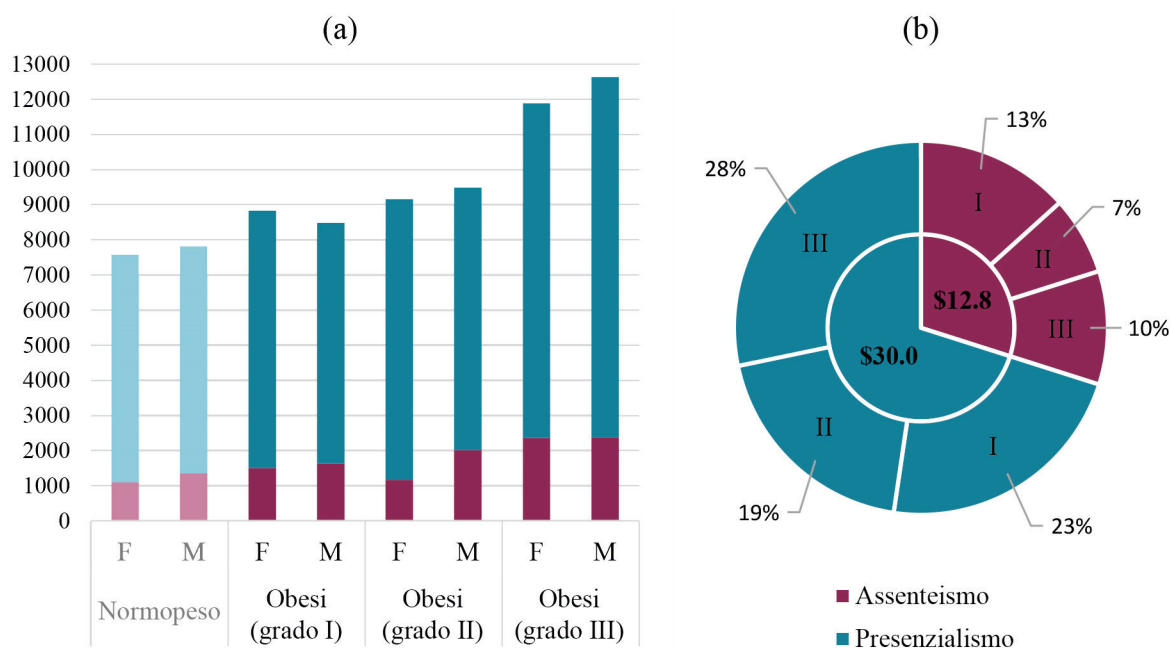 (a)
13000
12000
11000
10000
9000
8000
7000
6000
5000
4000
3000
2000
1000
0
F M F M F M F M
Normopeso Obesi Obesi Obesi
(grado I) (grado II) (grado III)
(b)
13%
28%
I
7%
III
II
$12.8
III
10%
$30.0
II
I
19%
23%
Assenteismo
Presenzialismo